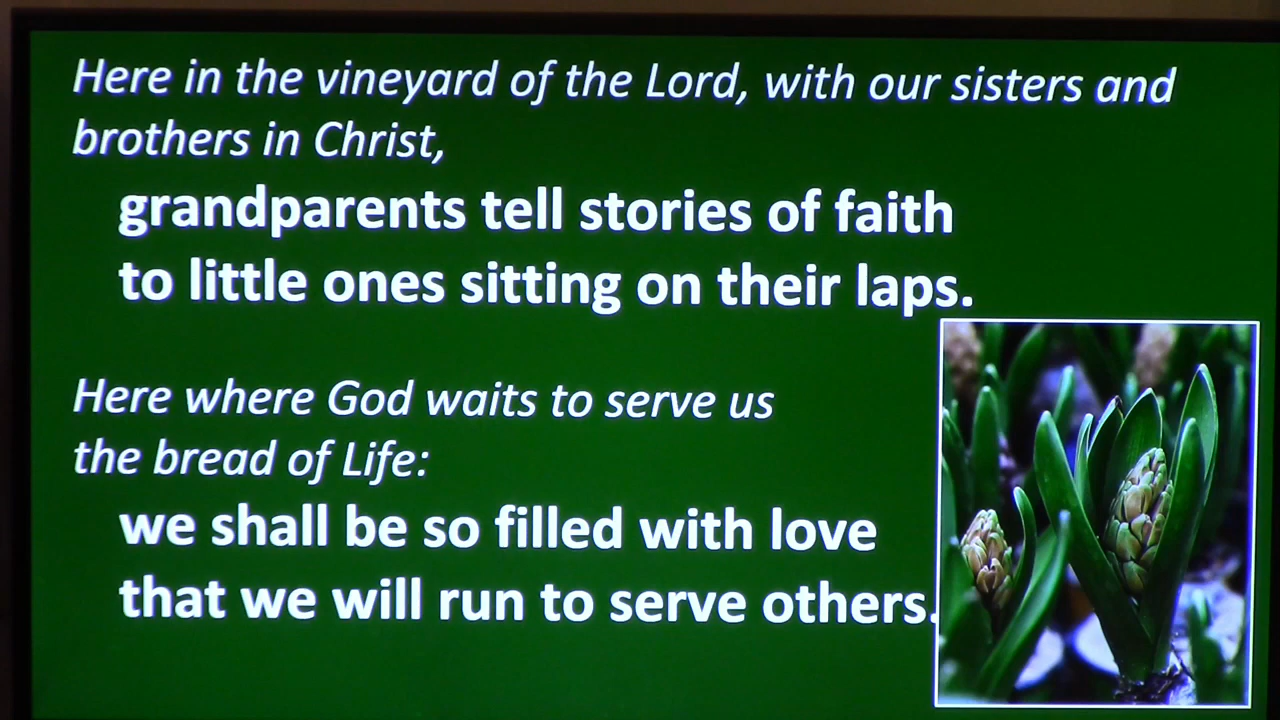 Here in the vineyard of the Lord, with our sisters and
brothers in Christ,
grandparents tell stories of faith
to little ones sitting on their laps.
Here where God waits to serve us
the bread of Life:
we shall be so filled with love
that we will run to serve others.